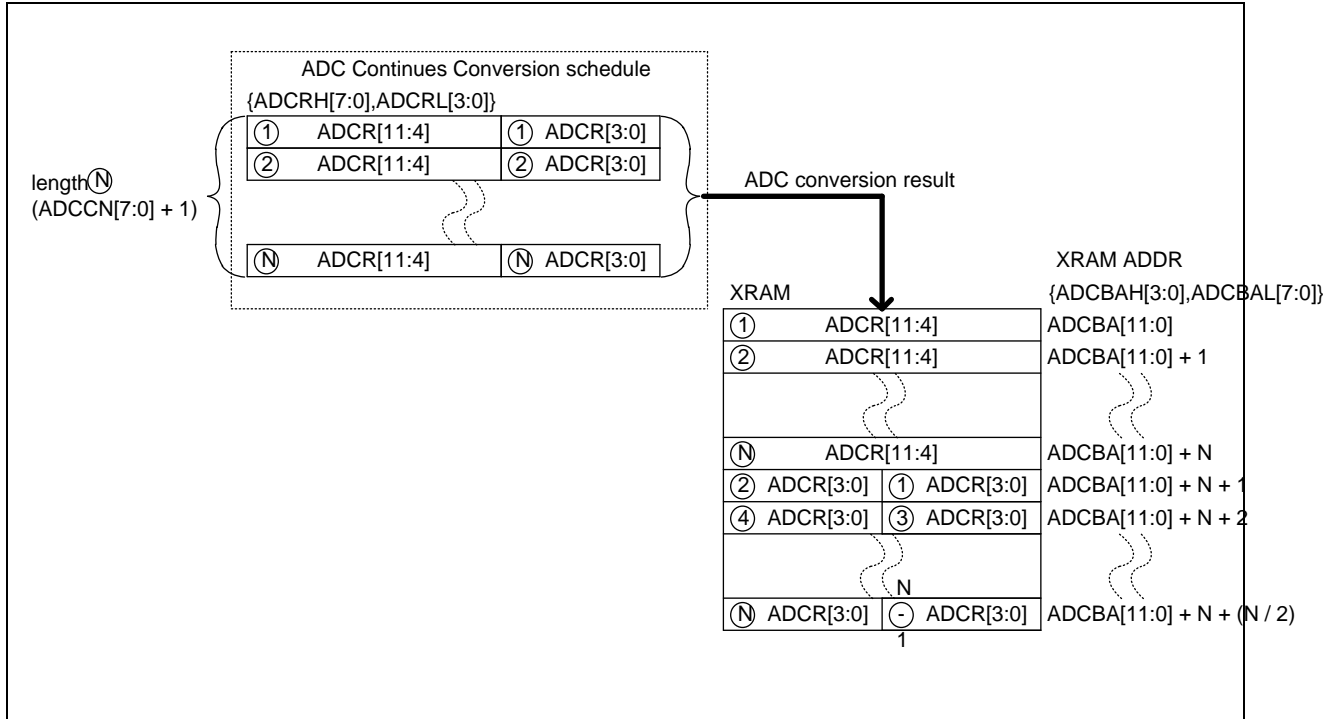 ADC Continues Conversion schedule
{ADCRH[7:0],ADCRL[3:0]}
① ADCR[11:4] ① ADCR[3:0]
② ADCR[11:4] ② ADCR[3:0]
length Ⓝ
(ADCCN[7:0] + 1)
Ⓝ ADCR[11:4] Ⓝ ADCR[3:0]
ADC conversion result
XRAM ADDR
XRAM {ADCBAH[3:0],ADCBAL[7:0]}
① ADCR[11:4] ADCBA[11:0]
② ADCR[11:4] ADCBA[11:0] + 1
Ⓝ ADCR[11:4] ADCBA[11:0] + N
② ADCR[3:0] ① ADCR[3:0] ADCBA[11:0] + N + 1
④ ADCR[3:0] ③ ADCR[3:0] ADCBA[11:0] + N + 2
Ⓝ ADCR[3:0] N-1 ADCR[3:0] ADCBA[11:0] + N + (N / 2)